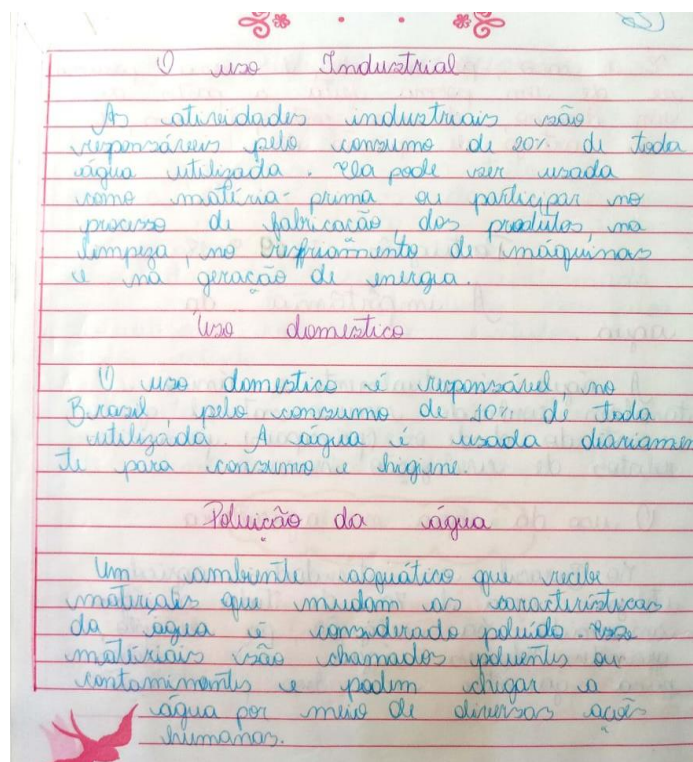 O uso Industrial
As atividades industriais são
responsáveis pelo consumo de 20% de toda
água utilizada. Ela pode ser usada
como matéria-prima ou participar no
processo de fabricação dos produtos, na
limpeza, no resfriamento de máquinas
e na geração de energia.
Uso domestico
O uso domestico é responsável, no
Brasil pelo consumo de 10% de toda
utilizada. A água é usada diariamen
te para consumo e higiene.
Poluição da água
Um ambiente aquático que recebe
materiais que mudam as características
da água é considerado poluído. Esse
materiais são chamados poluentes ou
contaminantes e podem chegar a
água por meio de diversas ações
humanas.